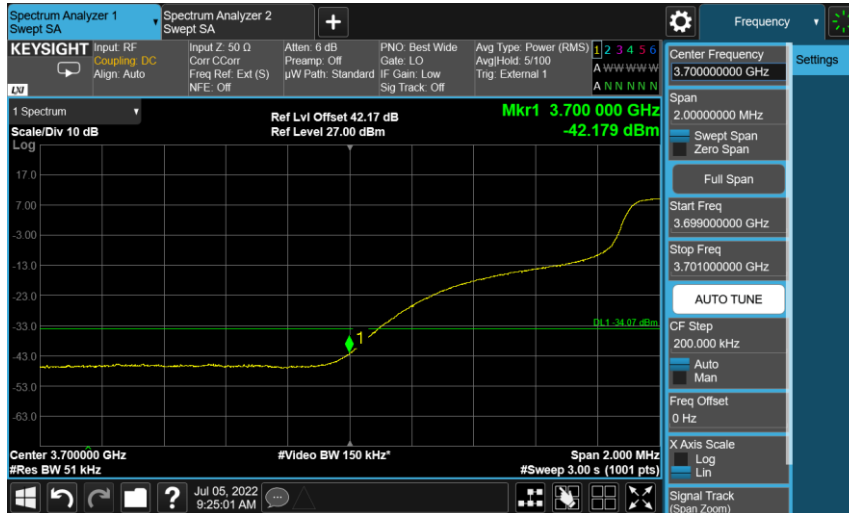 Spectrum Analyzer 1
Swept SA
Spectrum Analyzer 2
Swept SA
Frequency
KEYSIGHT
LXI
Input: RF
Coupling: DC
Align: Auto
Input Z: 50 Ω
Corr CCorr
Freq Ref: Ext (S)
NFE: Off
Atten: 6 dB
Preamp: Off
µW Path: Standard
PNO: Best Wide
Gate: LO
IF Gain: Low
Sig Track: Off
Avg Type: Power (RMS)
Avg|Hold: 5/100
Trig: External 1
1 2 3 4 5 6
A W W W W W
A N N N N N
1 Spectrum
Scale/Div 10 dB
Log
Ref Lvl Offset 42.17 dB
Ref Level 27.00 dBm
Mkr1 3.700 000 GHz
-42.179 dBm
17.0
7.00
-3.00
-13.0
-23.0
-33.0
-43.0
-53.0
-63.0
DL1 -34.07 dBm
1
Center 3.700000 GHz
#Res BW 51 kHz
#Video BW 150 kHz*
Span 2.000 MHz
#Sweep 3.00 s (1001 pts)
Jul 05, 2022
9:25:01 AM
Center Frequency
3.700000000 GHz
Settings
Span
2.00000000 MHz
Swept Span
Zero Span
Full Span
Start Freq
3.699000000 GHz
Stop Freq
3.701000000 GHz
AUTO TUNE
CF Step
200.000 kHz
Auto
Man
Freq Offset
0 Hz
X Axis Scale
Log
Lin
Signal Track
(Span Zoom)